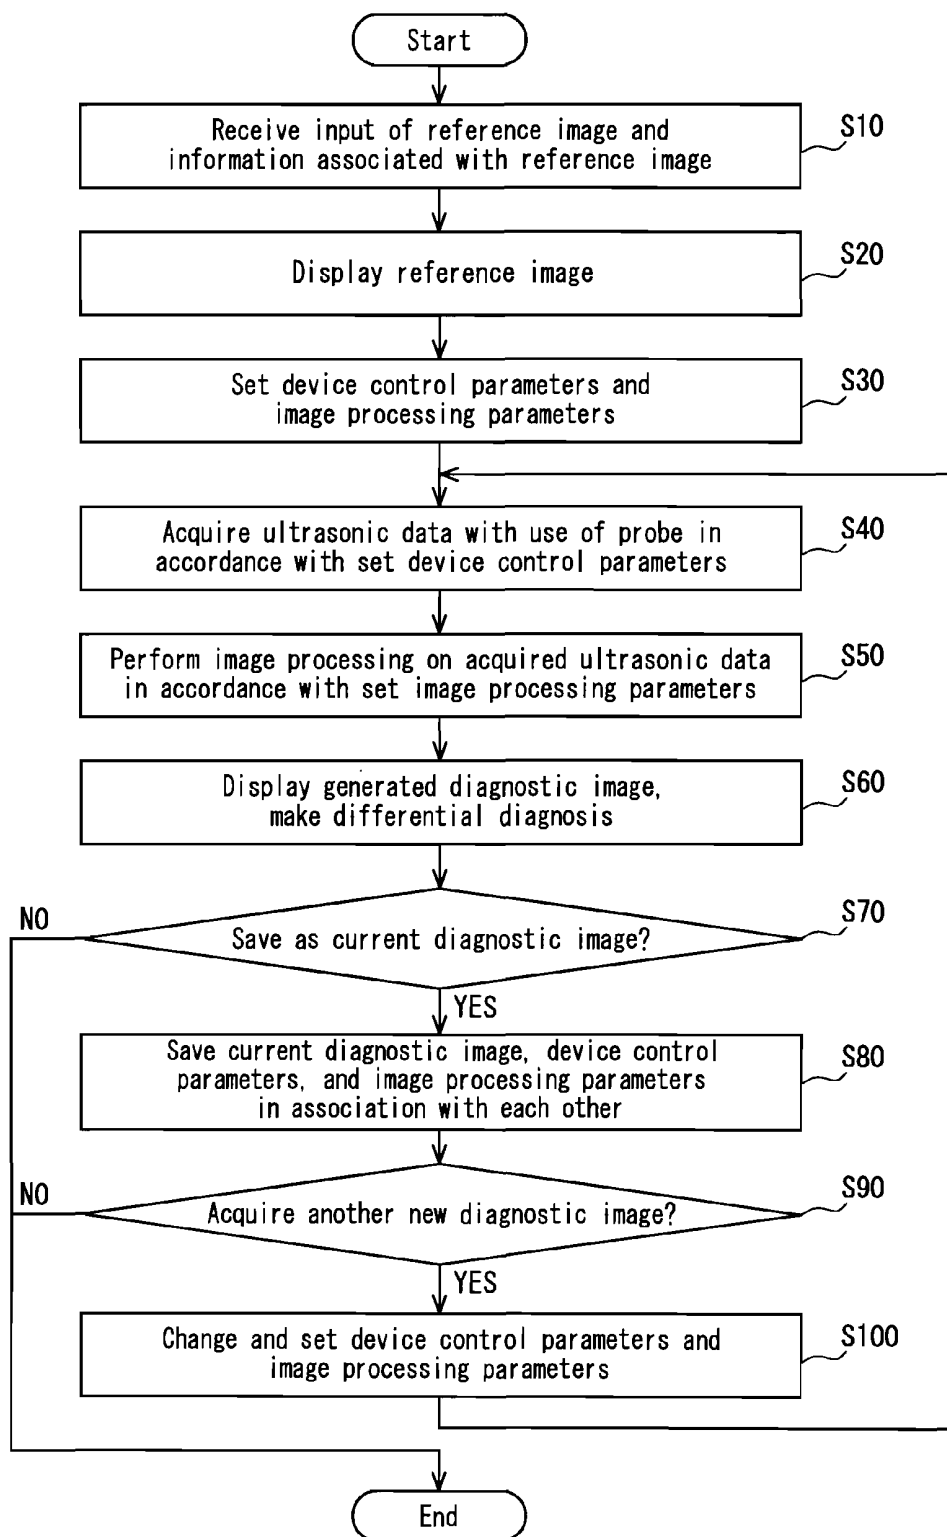 Start
Receive input of reference image and
information associated with reference image
S10
Display reference image
S20
Set device control parameters and
image processing parameters
S30
Acquire ultrasonic data with use of probe in
accordance with set device control parameters
S40
Perform image processing on acquired ultrasonic data
in accordance with set image processing parameters
S50
Display generated diagnostic image,
make differential diagnosis
S60
NO
Save as current diagnostic image?
S70
YES
Save current diagnostic image, device control
parameters, and image processing parameters
in association with each other
S80
NO
Acquire another new diagnostic image?
S90
YES
Change and set device control parameters and
image processing parameters
S100
End